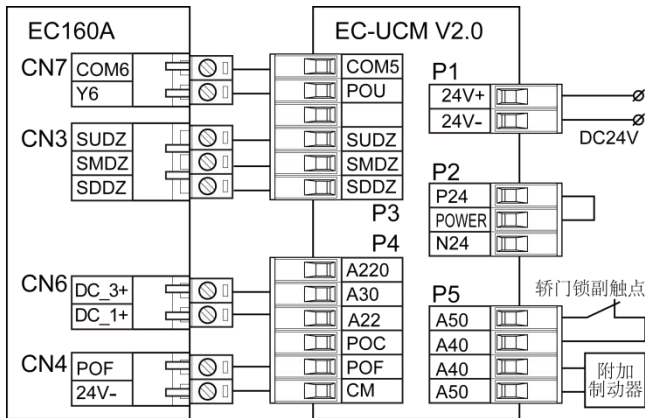 EC160A
EC-UCM V2.0
CN7
COM6
Y6
CN3
SUDZ
SMDZ
SDDZ
CN6
DC_3+
DC_1+
CN4
POF
24V-
COM5
POU
SUDZ
SMDZ
SDDZ
P3
P4
A220
A30
A22
POC
POF
CM
P1
24V+
24V-
DC24V
P2
P24
POWER
N24
P5
A50
A40
A40
A50
轿门锁副触点
附加
制动器